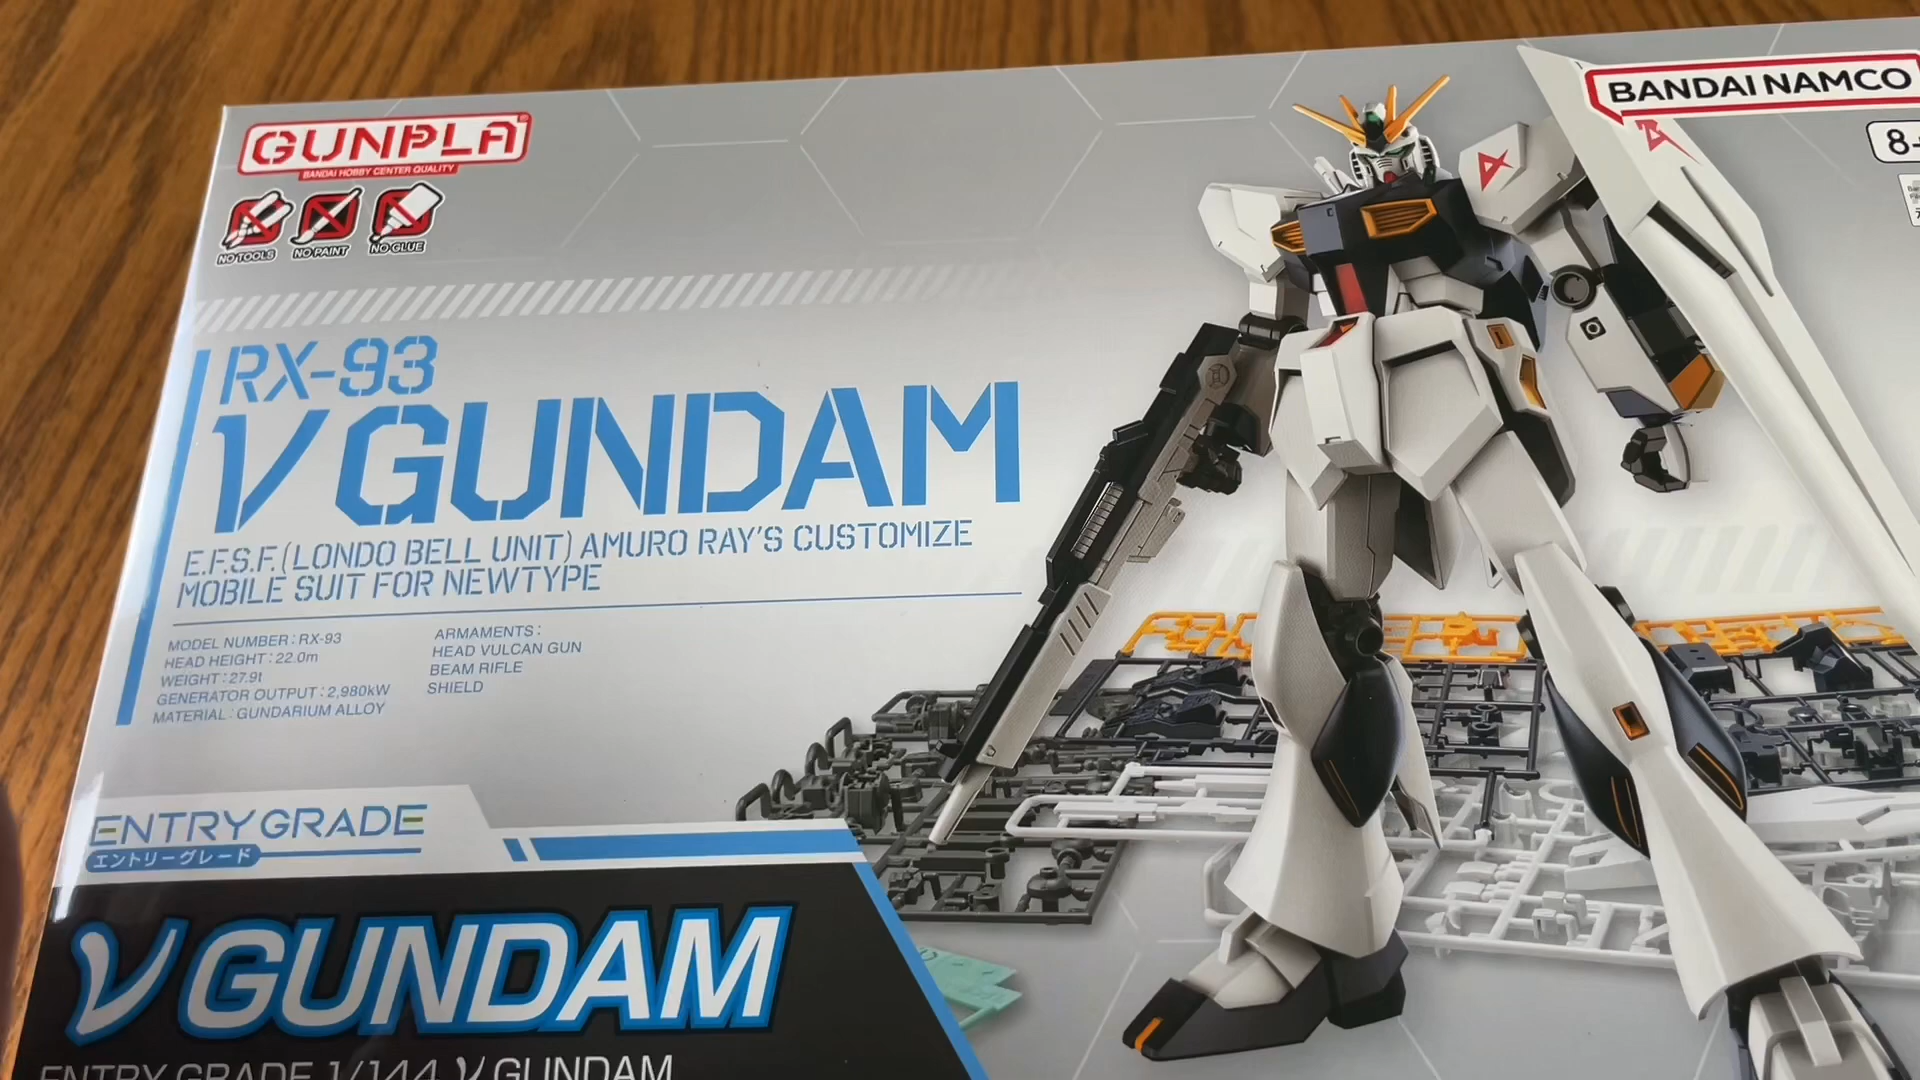 GUNPLA
BANDAI HOBBY CENTER QUALITY
NO TOOLS NO PAINT NO GLUE
BANDAI NAMCO
8+
RX-93
ν GUNDAM
E.F.S.F. (LONDO BELL UNIT) AMURO RAY'S CUSTOMIZE
MOBILE SUIT FOR NEWTYPE
MODEL NUMBER : RX-93
HEAD HEIGHT : 22.0m
WEIGHT : 27.9t
GENERATOR OUTPUT : 2,980kW
MATERIAL : GUNDARIUM ALLOY
ARMAMENTS :
HEAD VULCAN GUN
BEAM RIFLE
SHIELD
ENTRY GRADE
エントリーグレード
ν GUNDAM
ENTRY GRADE 1/144 ν GUNDAM